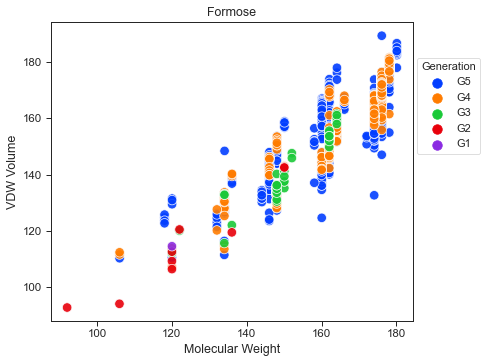 Formose
VDW Volume
180
160
140
120
100
100
120
140
160
180
Molecular Weight
Generation
G5
G4
G3
G2
G1